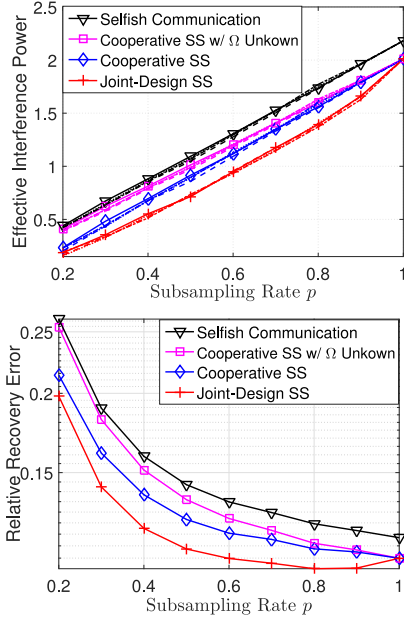 2.5
2
1.5
1
0.5
0.2
0.4
0.6
0.8
1
Effective Interference Power
Subsampling Rate p
Selfish Communication
Cooperative SS w/ Ω Unkown
Cooperative SS
Joint-Design SS
0.25
0.2
0.15
0.2
0.4
0.6
0.8
1
Relative Recovery Error
Subsampling Rate p
Selfish Communication
Cooperative SS w/ Ω Unkown
Cooperative SS
Joint-Design SS